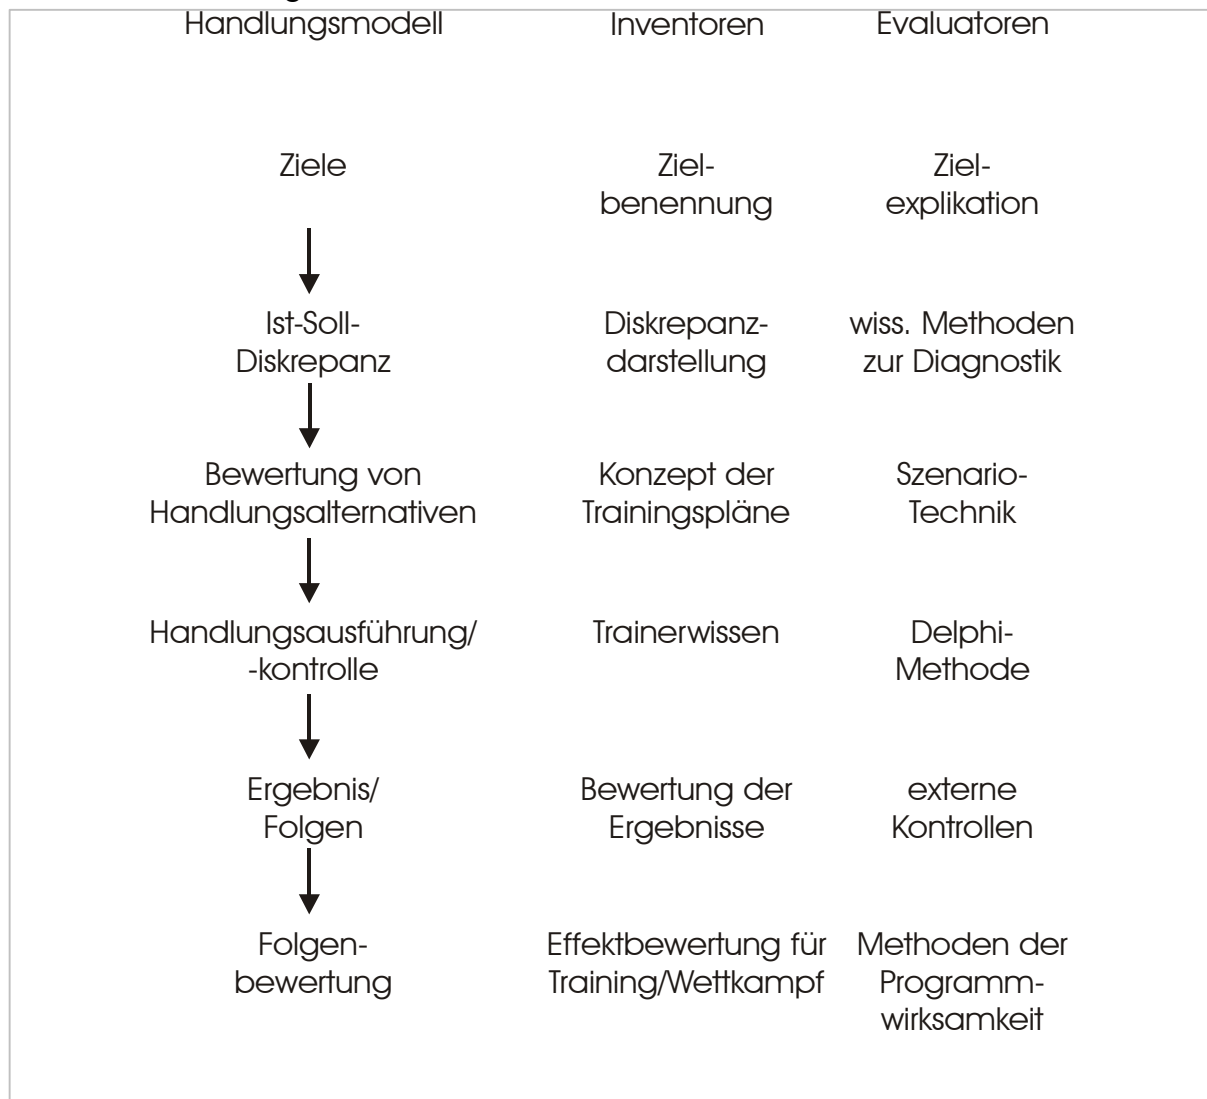 Handlungsmodell Inventoren Evaluatoren
Ziele Ziel- Ziel-
benennung explikation
Ist-Soll- Diskrepanz- wiss. Methoden
Diskrepanz darstellung zur Diagnostik
Bewertung von Konzept der Szenario-
Handlungsalternativen Trainingspläne Technik
Handlungsausführung/ Trainerwissen Delphi-
-kontrolle Methode
Ergebnis/ Bewertung der externe
Folgen Ergebnisse Kontrollen
Folgen- Effektbewertung für Methoden der
bewertung Training/Wettkampf Programm-
wirksamkeit